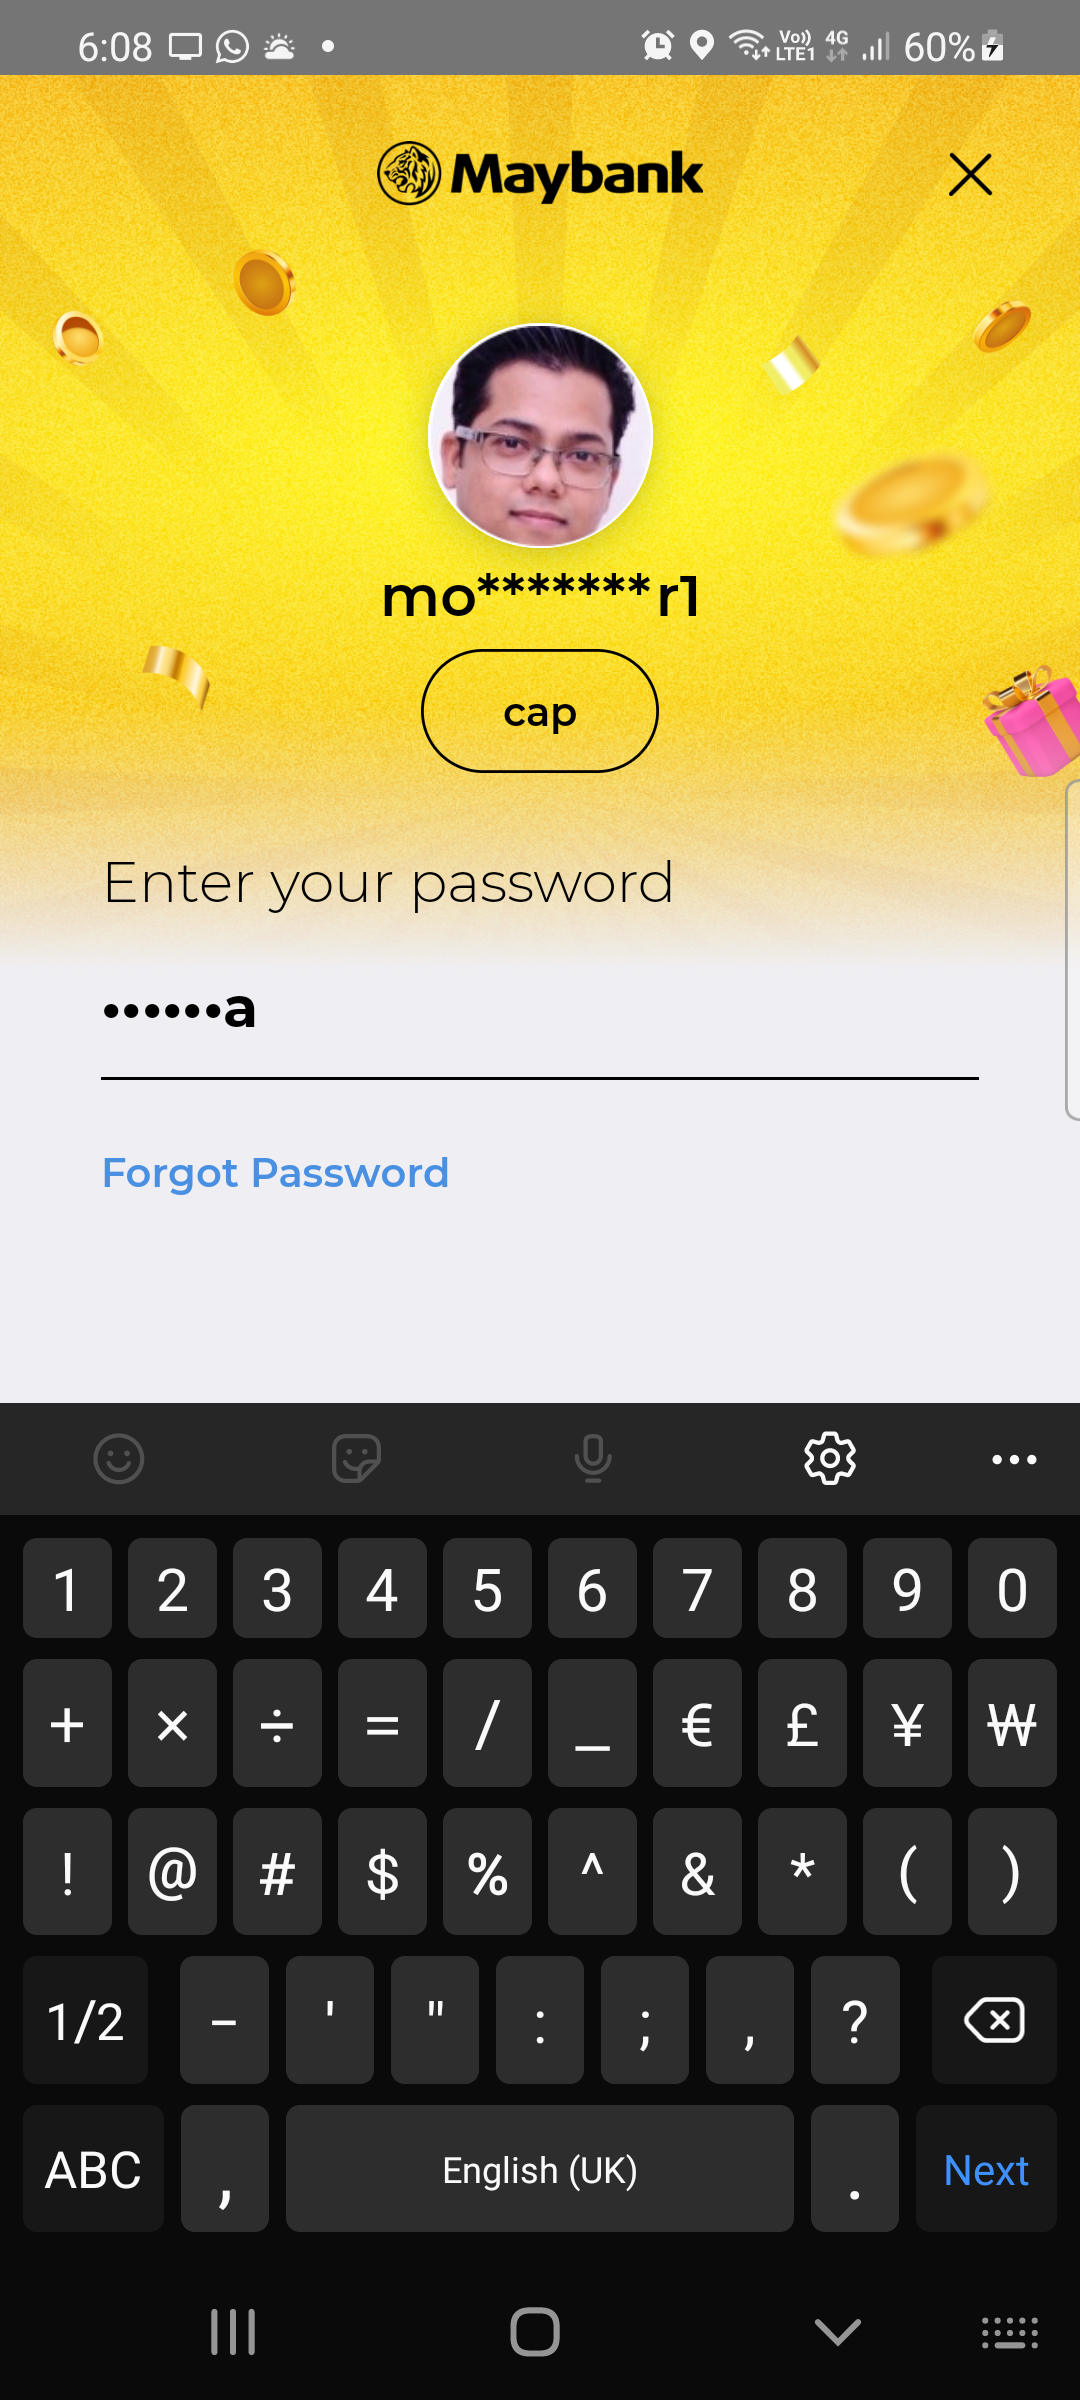 6:08 Vo)) LTE1 4G 60%
Maybank
mo*******r1
cap
Enter your password
••••••a
Forgot Password
1 2 3 4 5 6 7 8 9 0
+ × ÷ = / _ € £ ¥ ₩
! @ # $ % ^ & * ( )
1/2 - ' " : ; , ?
ABC , English (UK) . Next